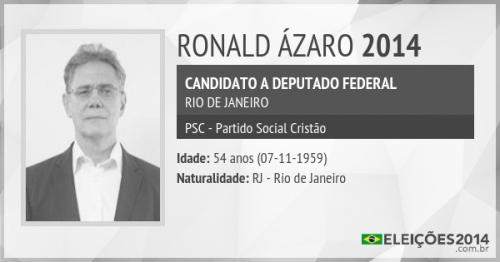 RONALD ÁZARO 2014
CANDIDATO A DEPUTADO FEDERAL
RIO DE JANEIRO
PSC - Partido Social Cristão
Idade: 54 anos (07-11-1959)
Naturalidade: RJ - Rio de Janeiro
ELEIÇÕES2014
.com.br